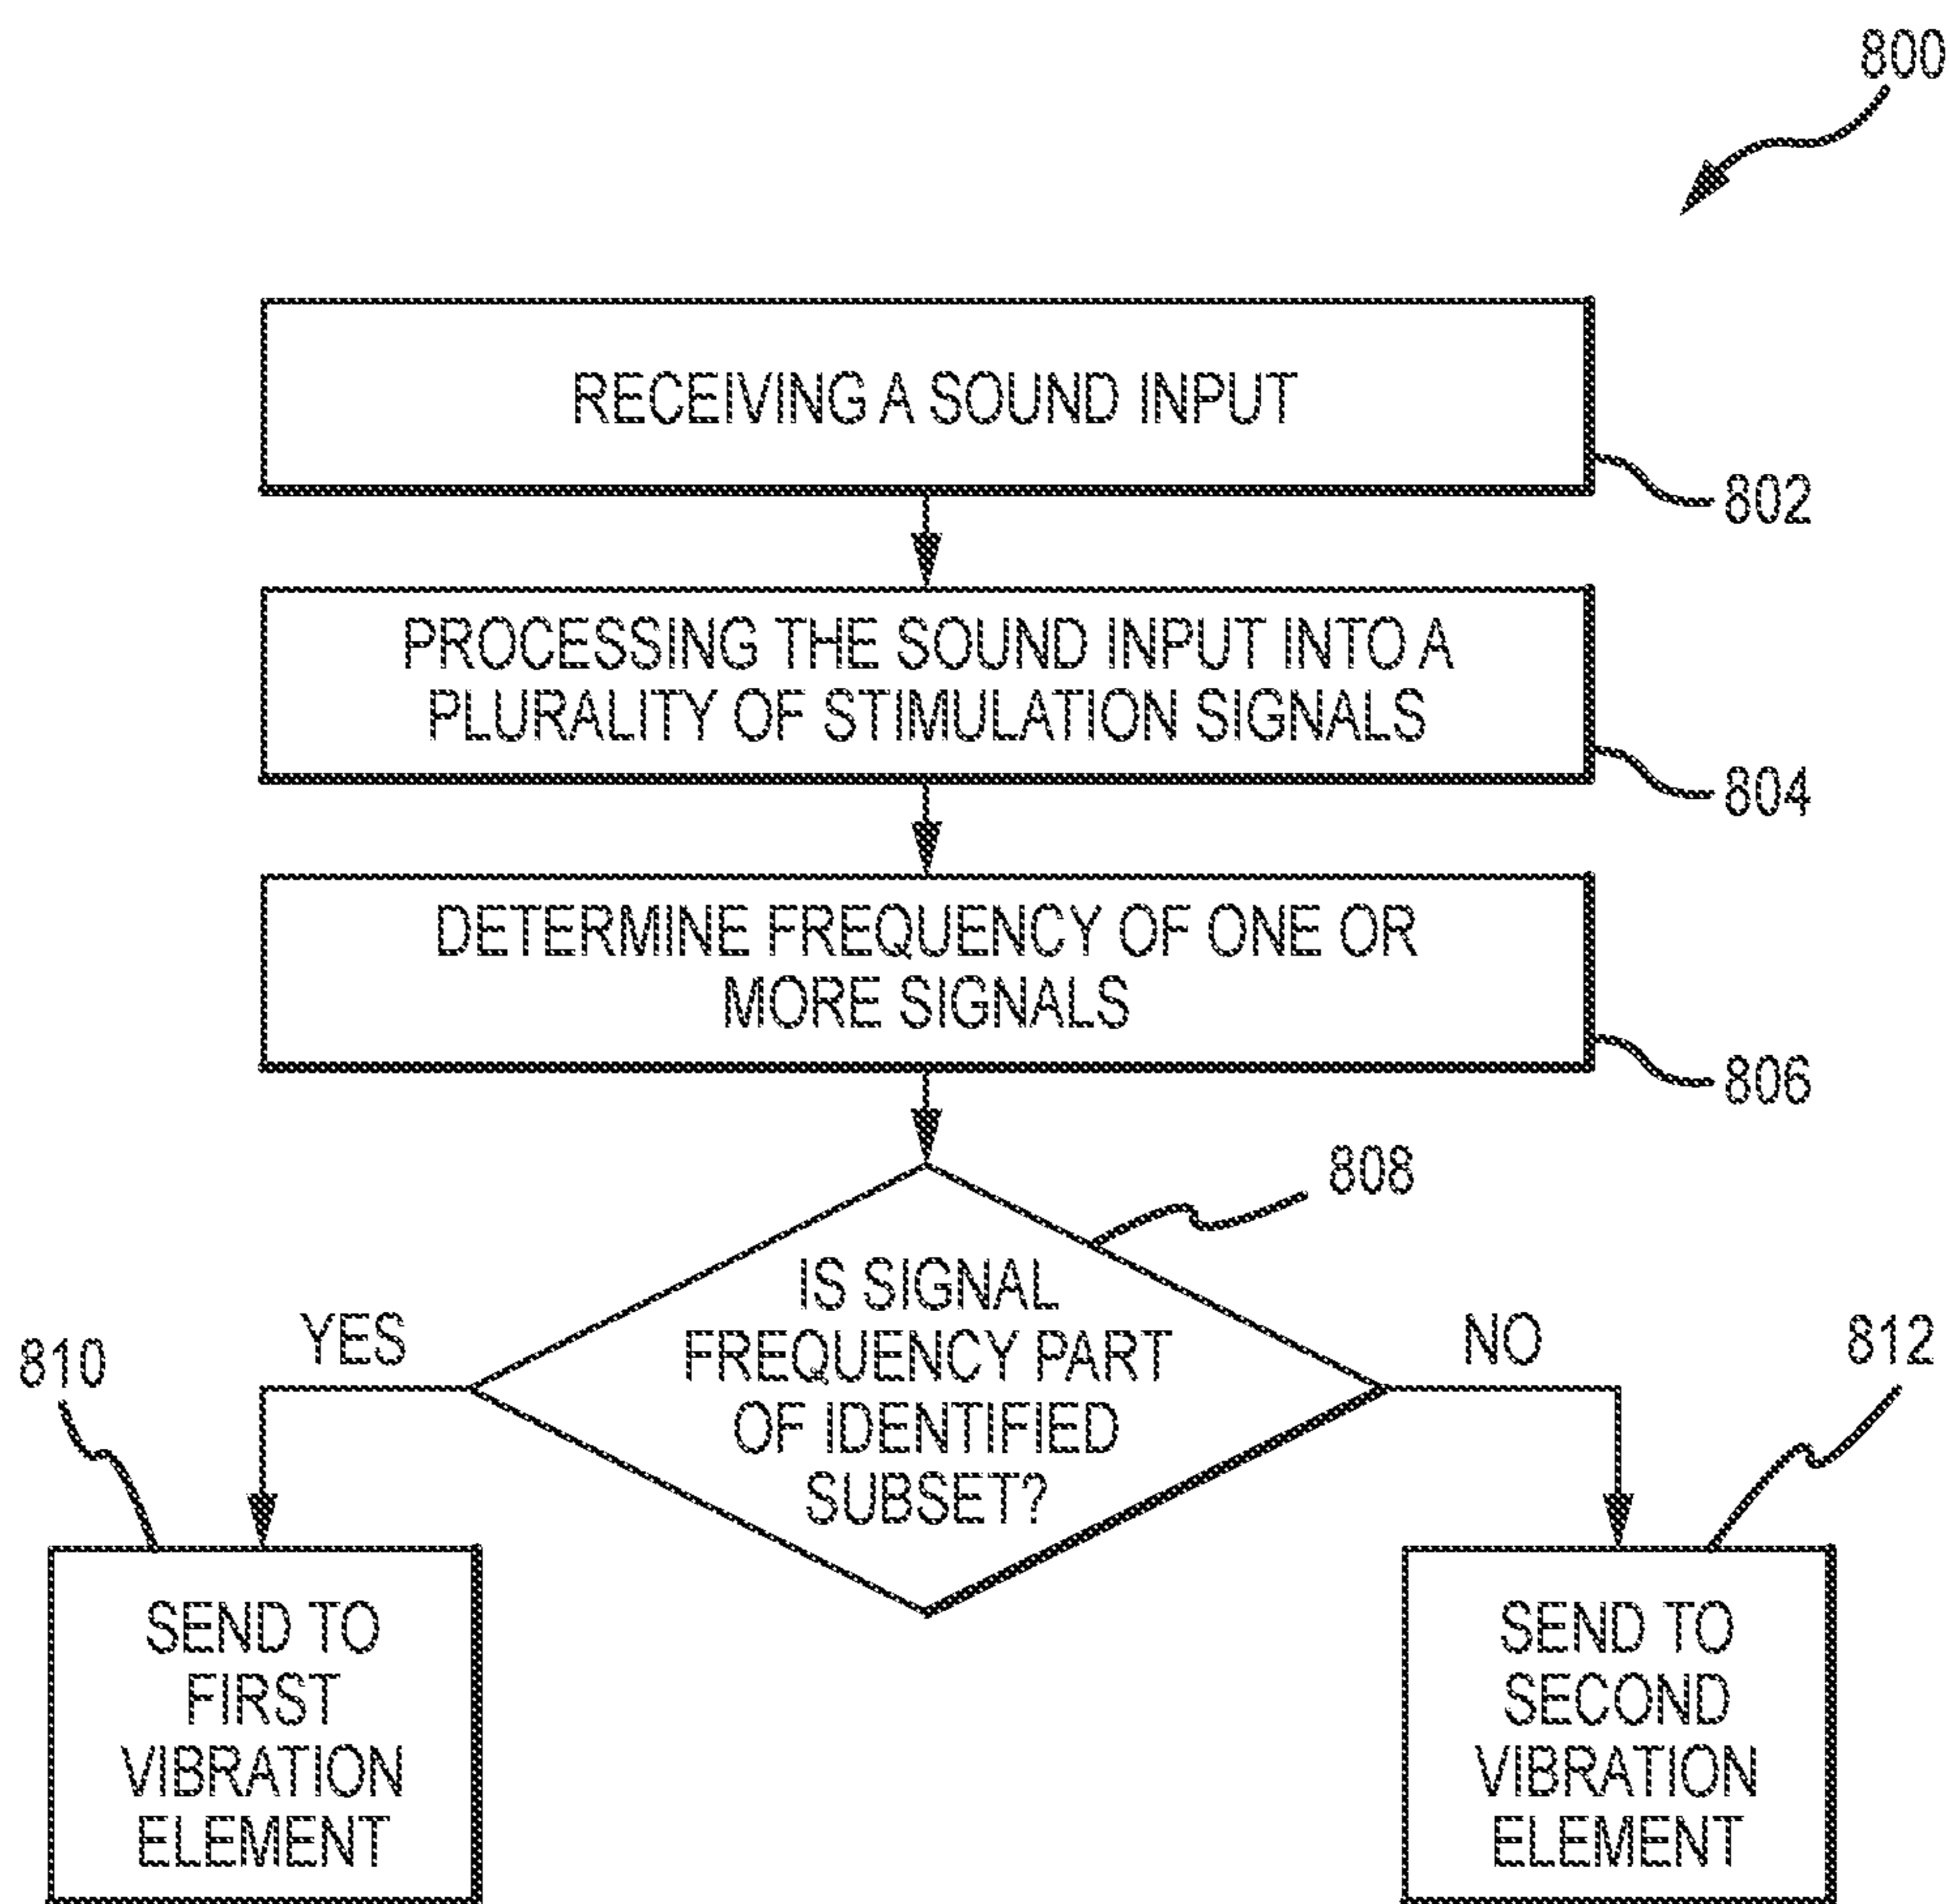 800
RECEIVING A SOUND INPUT
802
PROCESSING THE SOUND INPUT INTO A
PLURALITY OF STIMULATION SIGNALS
804
DETERMINE FREQUENCY OF ONE OR
MORE SIGNALS
806
808
IS SIGNAL
FREQUENCY PART
OF IDENTIFIED
SUBSET?
YES
NO
810
812
SEND TO
FIRST
VIBRATION
ELEMENT
SEND TO
SECOND
VIBRATION
ELEMENT